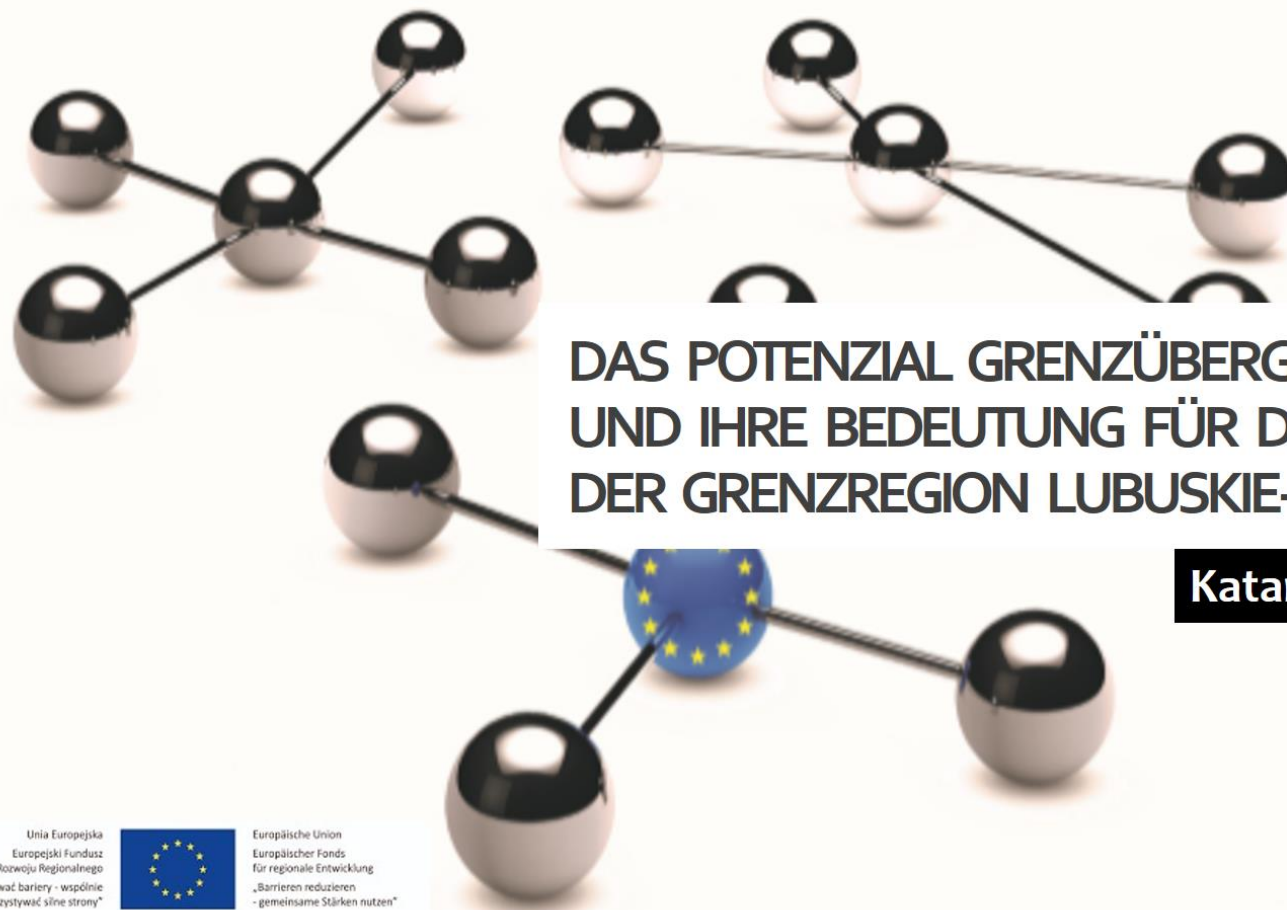 DAS POTENZIAL GRENZÜBERG
UND IHRE BEDEUTUNG FÜR D
DER GRENZREGION LUBUSKIE-
Katar
Unia Europejska
Europejski Fundusz
Rozwoju Regionalnego
wać bariery - wspólnie
zystywać silne strony"
Europäische Union
Europäischer Fonds
für regionale Entwicklung
„Barrieren reduzieren
- gemeinsame Stärken nutzen"